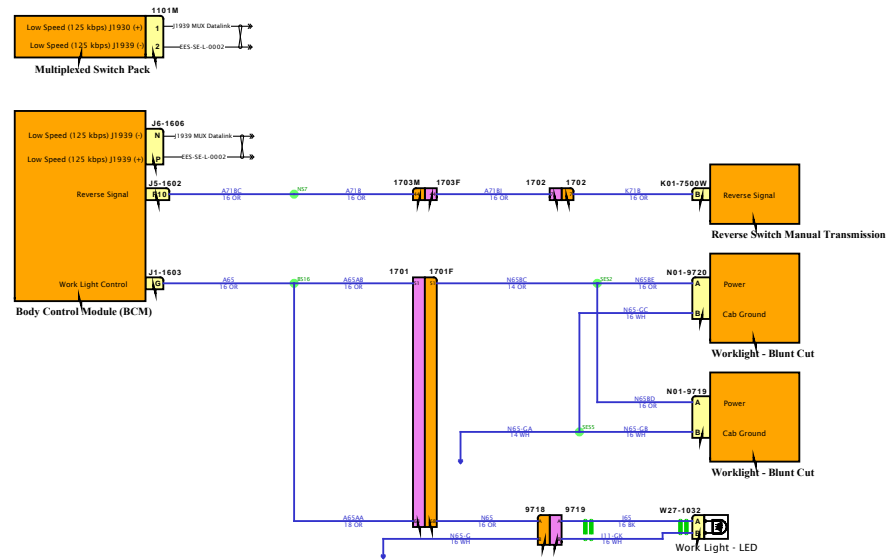 1101M
Low Speed (125 kbps) J1930 (+)
1
J1939 MUX Datalink
Low Speed (125 kbps) J1939 (-)
2
EES-SE-L-0002
Multiplexed Switch Pack
J6-1606
Low Speed (125 kbps) J1939 (-)
N
J1939 MUX Datalink
Low Speed (125 kbps) J1939 (+)
P
EES-SE-L-0002
J5-1602
1703M
1703F
1702
1702
K01-7500W
Reverse Signal
A71BC
16 OR
NS7
A71B
16 OR
A71BJ
16 OR
K71B
16 OR
B
Reverse Signal
Reverse Switch Manual Transmission
J1-1603
1701
1701F
N01-9720
Work Light Control
G
A65
6 OR
A65AB
16 OR
N65BC
14 OR
SES2
N65BE
16 OR
A
Power
Body Control Module (BCM)
N65-GC
16 WH
B
Cab Ground
Worklight - Blunt Cut
N01-9719
N65BD
16 OR
A
Power
N65-GA
14 WH
SES5
N65-GB
16 WH
B
Cab Ground
Worklight - Blunt Cut
9718
9719
W27-1032
A65AA
18 OR
N65
16 OR
I65
16 BK
A
N65-G
16 WH
I11-GK
16 WH
B
Work Light - LED